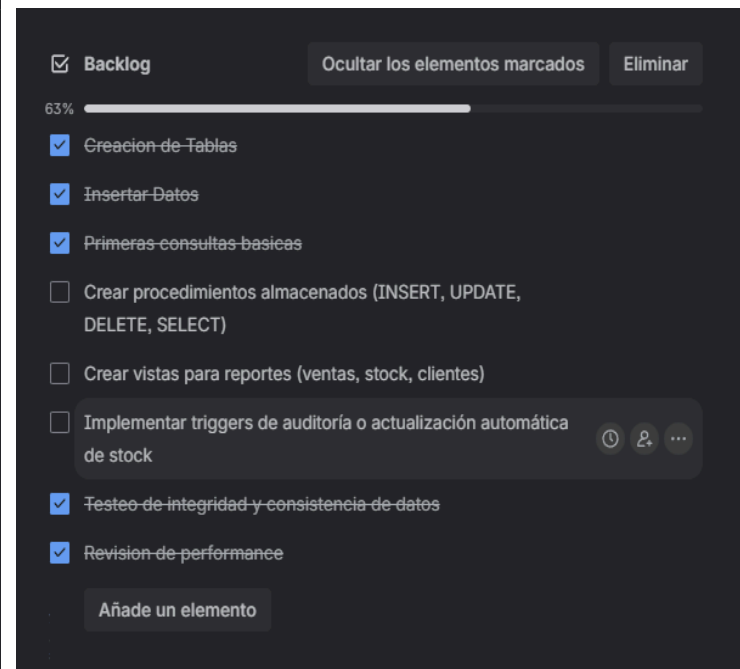 Backlog
Ocultar los elementos marcados
Eliminar
63%
Creacion de Tablas
Insertar Datos
Primeras consultas basicas
Crear procedimientos almacenados (INSERT, UPDATE,
DELETE, SELECT)
Crear vistas para reportes (ventas, stock, clientes)
Implementar triggers de auditoría o actualización automática
de stock
Testeo de integridad y consistencia de datos
Revision de performance
Añade un elemento